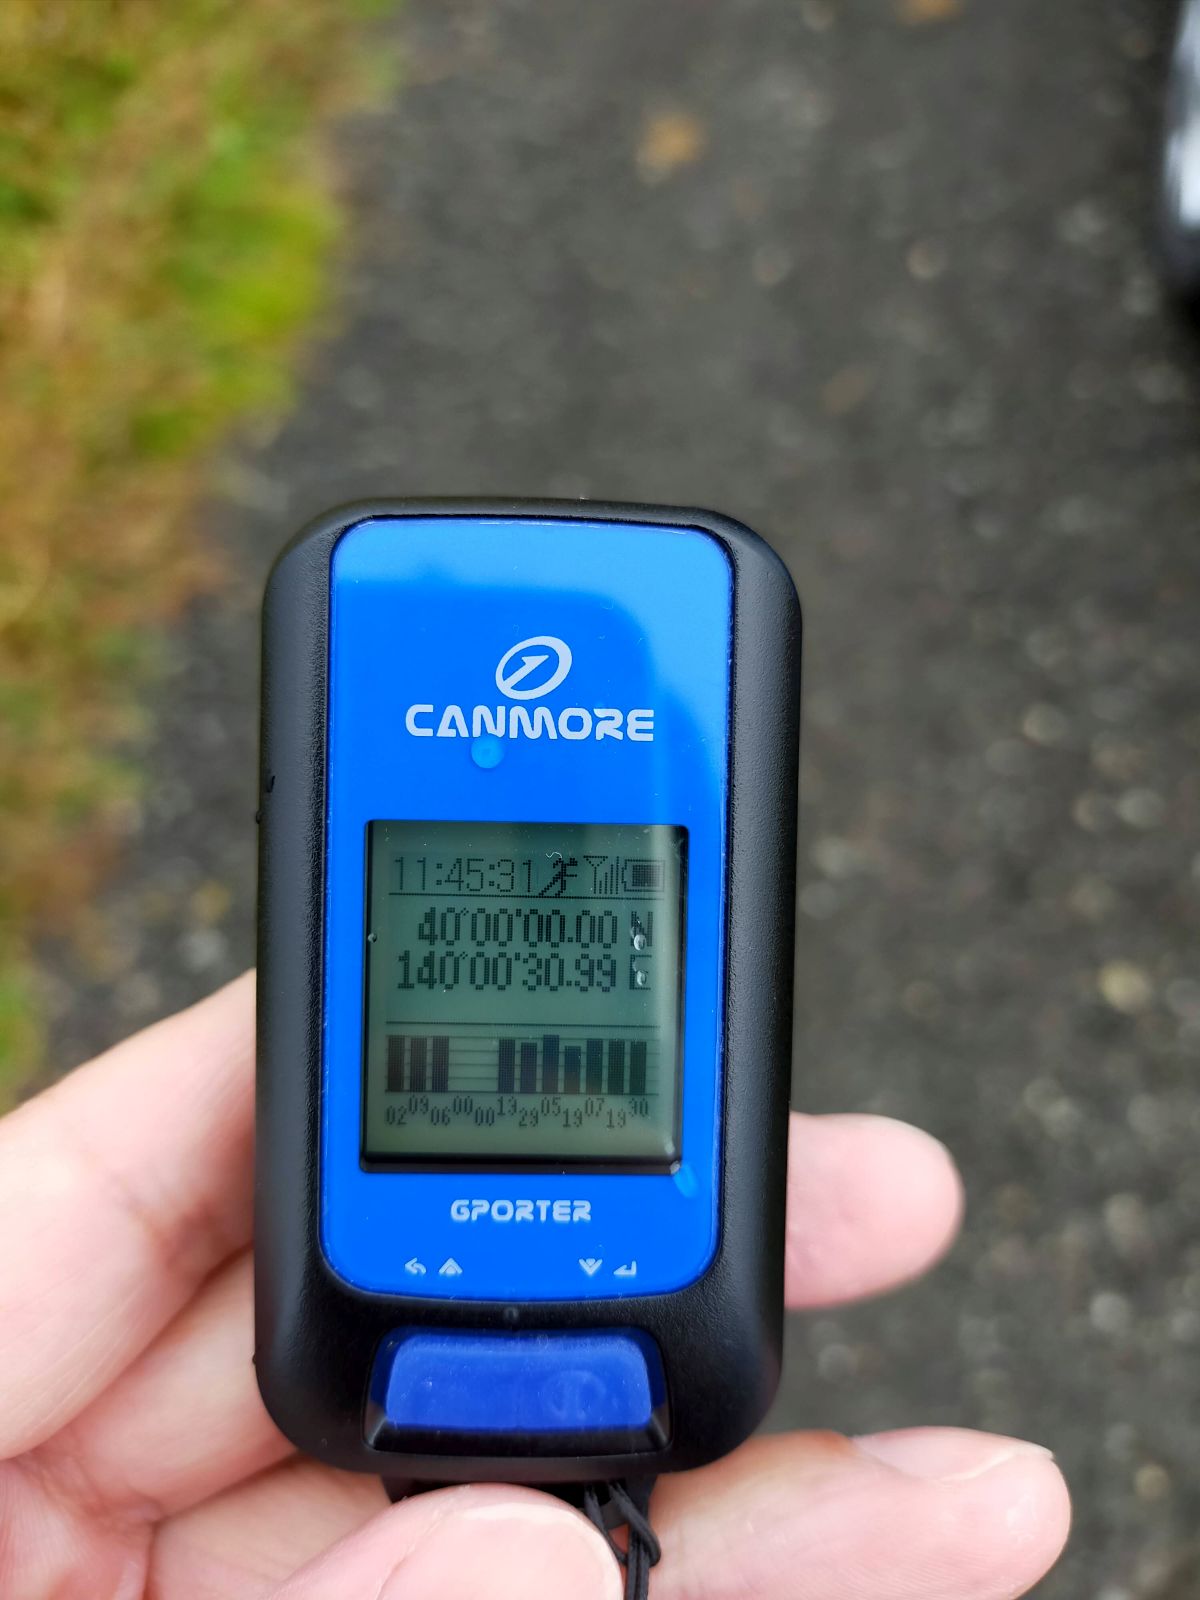 CANMORE
11:45:31
40°00'00.00 N
140°00'30.99 E
02 09 06 00 00 13 29 05 19 07 19 30
GPORTER